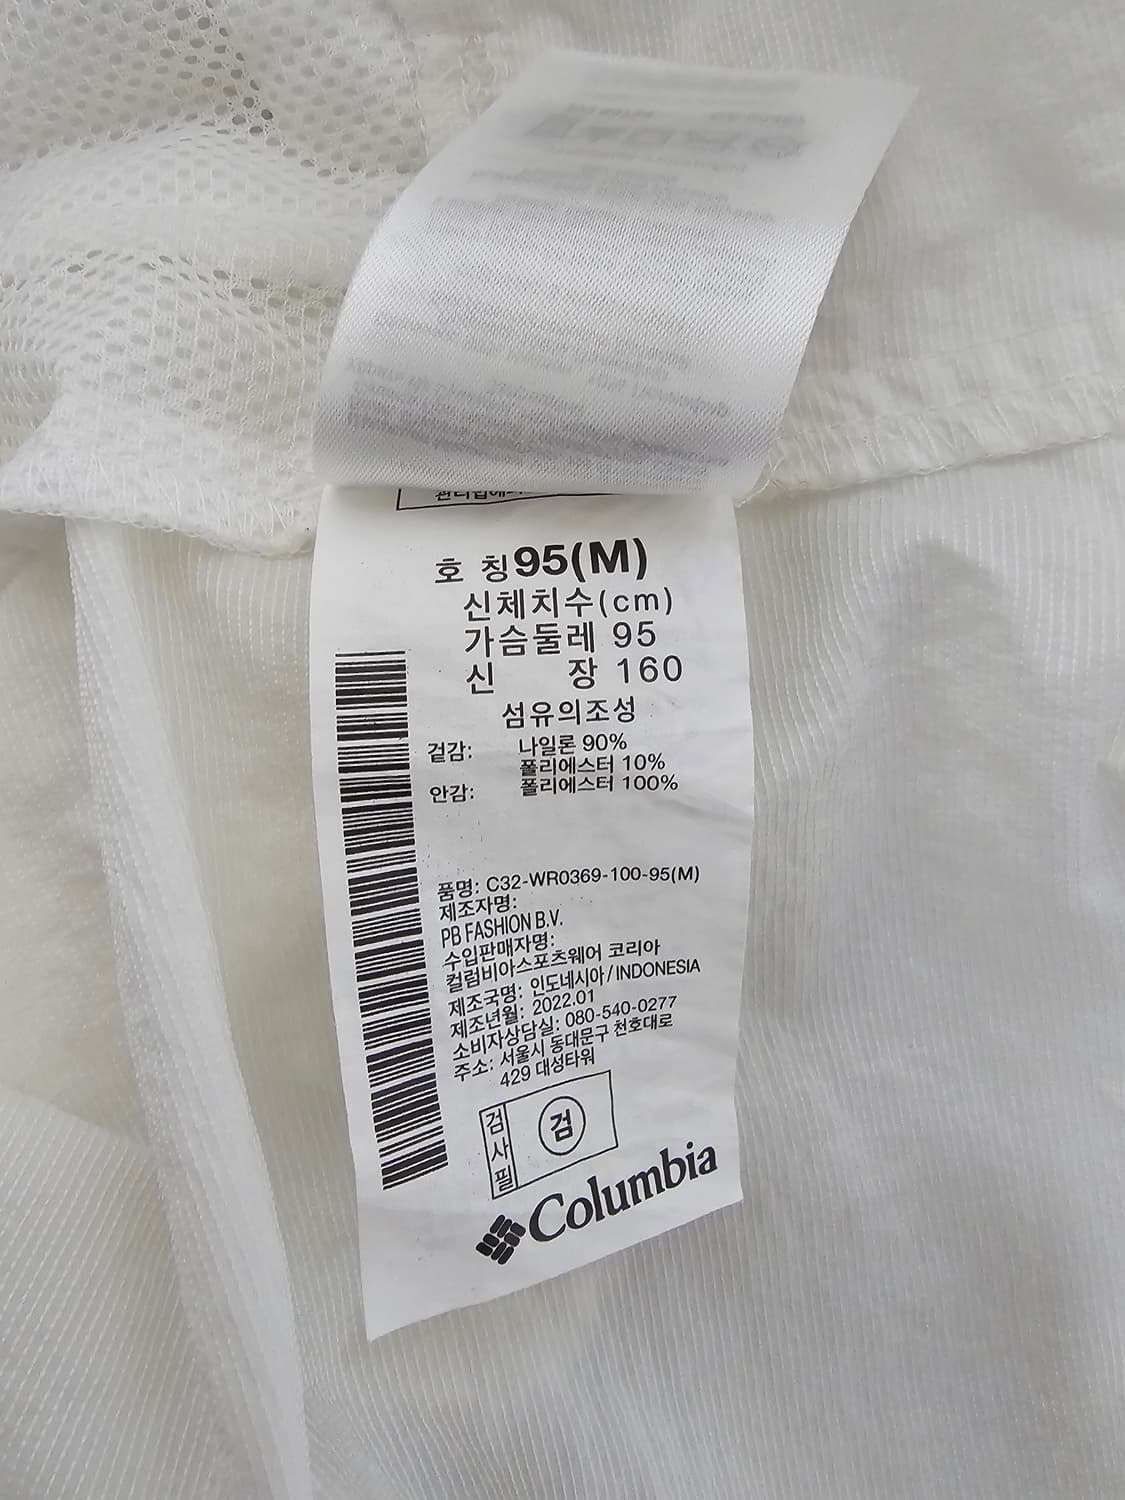 호 칭 95(M)
신체치수(cm)
가슴둘레 95
신 장 160
섬유의조성
겉감: 나일론 90%
폴리에스터 10%
안감: 폴리에스터 100%
품명: C32-WR0369-100-95(M)
제조자명:
PB FASHION B.V.
수입판매자명:
컬럼비아스포츠웨어 코리아
제조국명: 인도네시아/INDONESIA
제조년월: 2022.01
소비자상담실: 080-540-0277
주소: 서울시 동대문구 천호대로
429 대성타워
검사필
검
Columbia